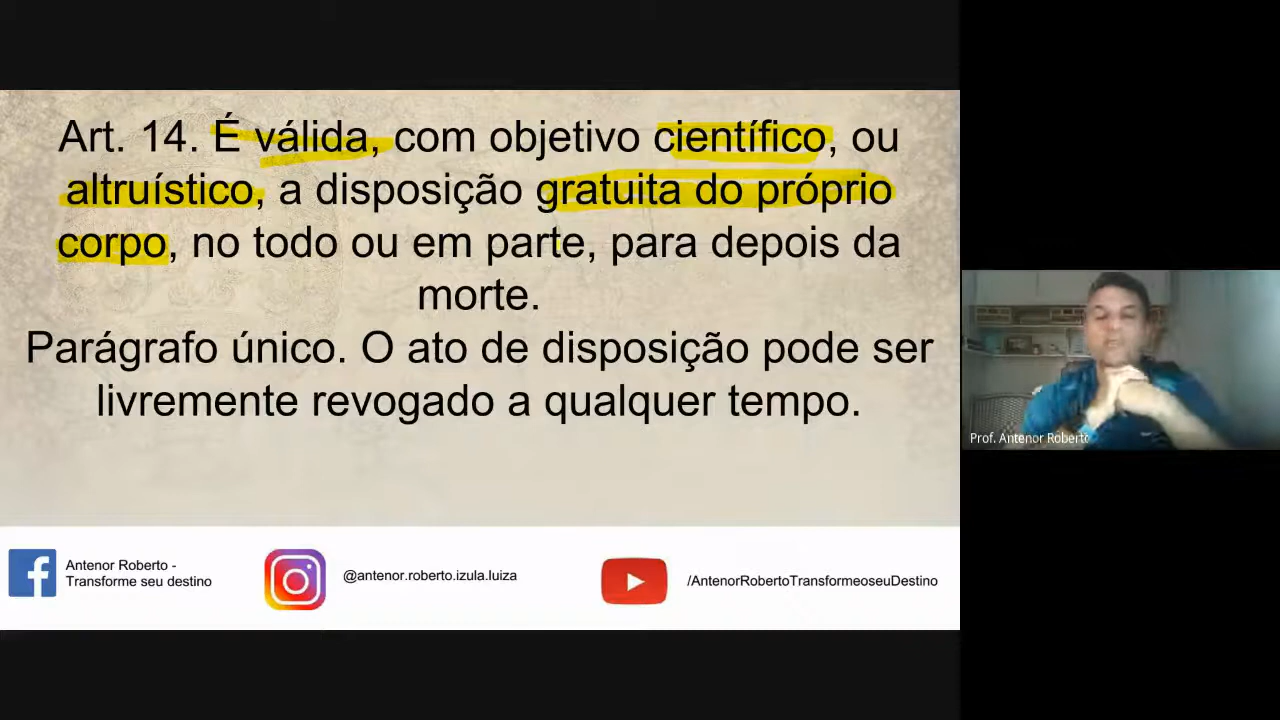 Art. 14. É válida, com objetivo científico, ou
altruístico, a disposição gratuita do próprio
corpo, no todo ou em parte, para depois da
morte.
Parágrafo único. O ato de disposição pode ser
livremente revogado a qualquer tempo.
Prof. Antenor Roberto
Antenor Roberto -
Transforme seu destino
@antenor.roberto.izula.luiza
/AntenorRobertoTransformeoseuDestino